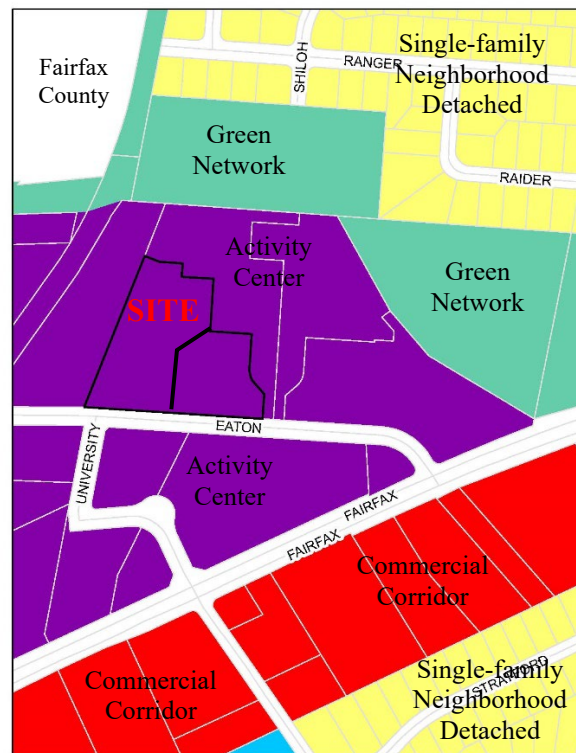 Single-family
Neighborhood
Detached
SHILOH
RANGER
Fairfax
County
Green
Network
RAIDER
Activity
Center
Green
Network
SITE
EATON
UNIVERSITY
Activity
Center
FAIRFAX
FAIRFAX
Commercial
Corridor
Single-family
Neighborhood
Detached
STRATFORD
Commercial
Corridor